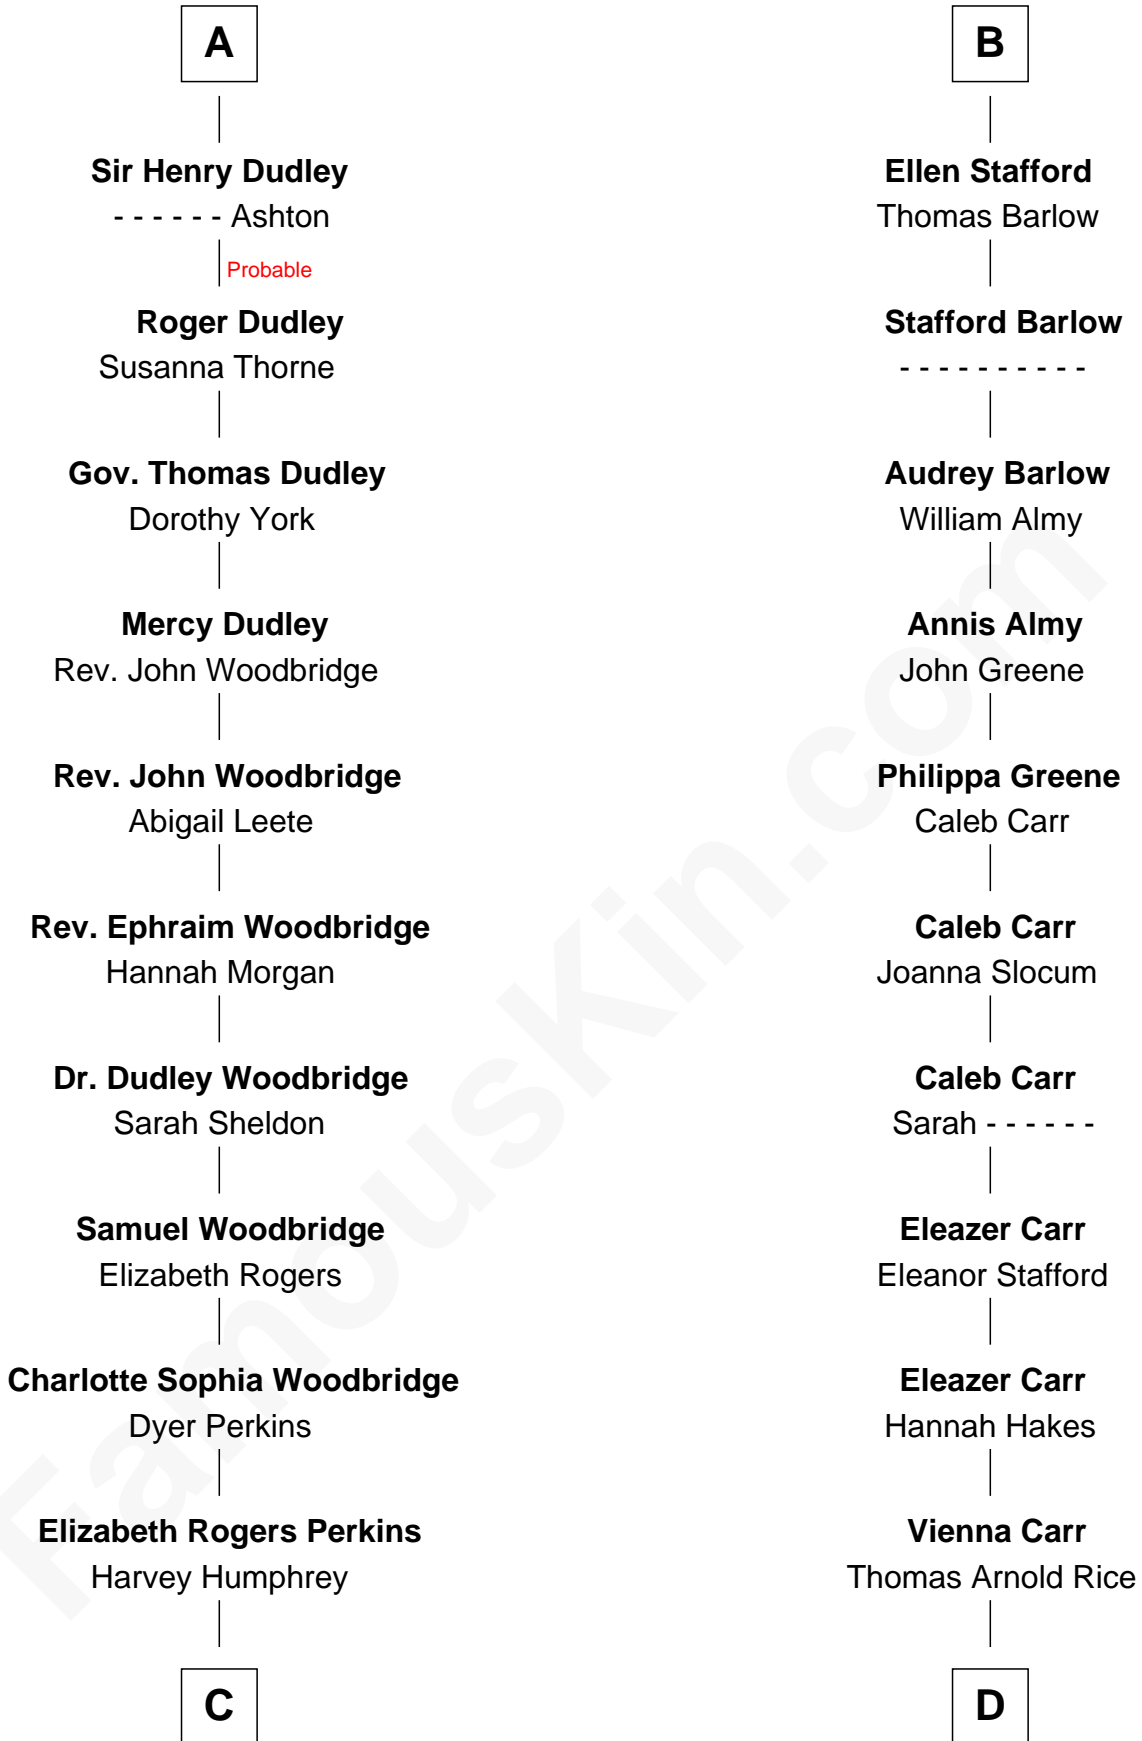 A
Sir Henry Dudley
- - - - - - Ashton
Probable
Roger Dudley
Susanna Thorne
Gov. Thomas Dudley
Dorothy York
Mercy Dudley
Rev. John Woodbridge
Rev. John Woodbridge
Abigail Leete
Rev. Ephraim Woodbridge
Hannah Morgan
Dr. Dudley Woodbridge
Sarah Sheldon
Samuel Woodbridge
Elizabeth Rogers
Charlotte Sophia Woodbridge
Dyer Perkins
Elizabeth Rogers Perkins
Harvey Humphrey
C
B
Ellen Stafford
Thomas Barlow
Stafford Barlow
- - - - - - - - - -
Audrey Barlow
William Almy
Annis Almy
John Greene
Philippa Greene
Caleb Carr
Caleb Carr
Joanna Slocum
Caleb Carr
Sarah - - - - - -
Eleazer Carr
Eleanor Stafford
Eleazer Carr
Hannah Hakes
Vienna Carr
Thomas Arnold Rice
D
FamousKin.com